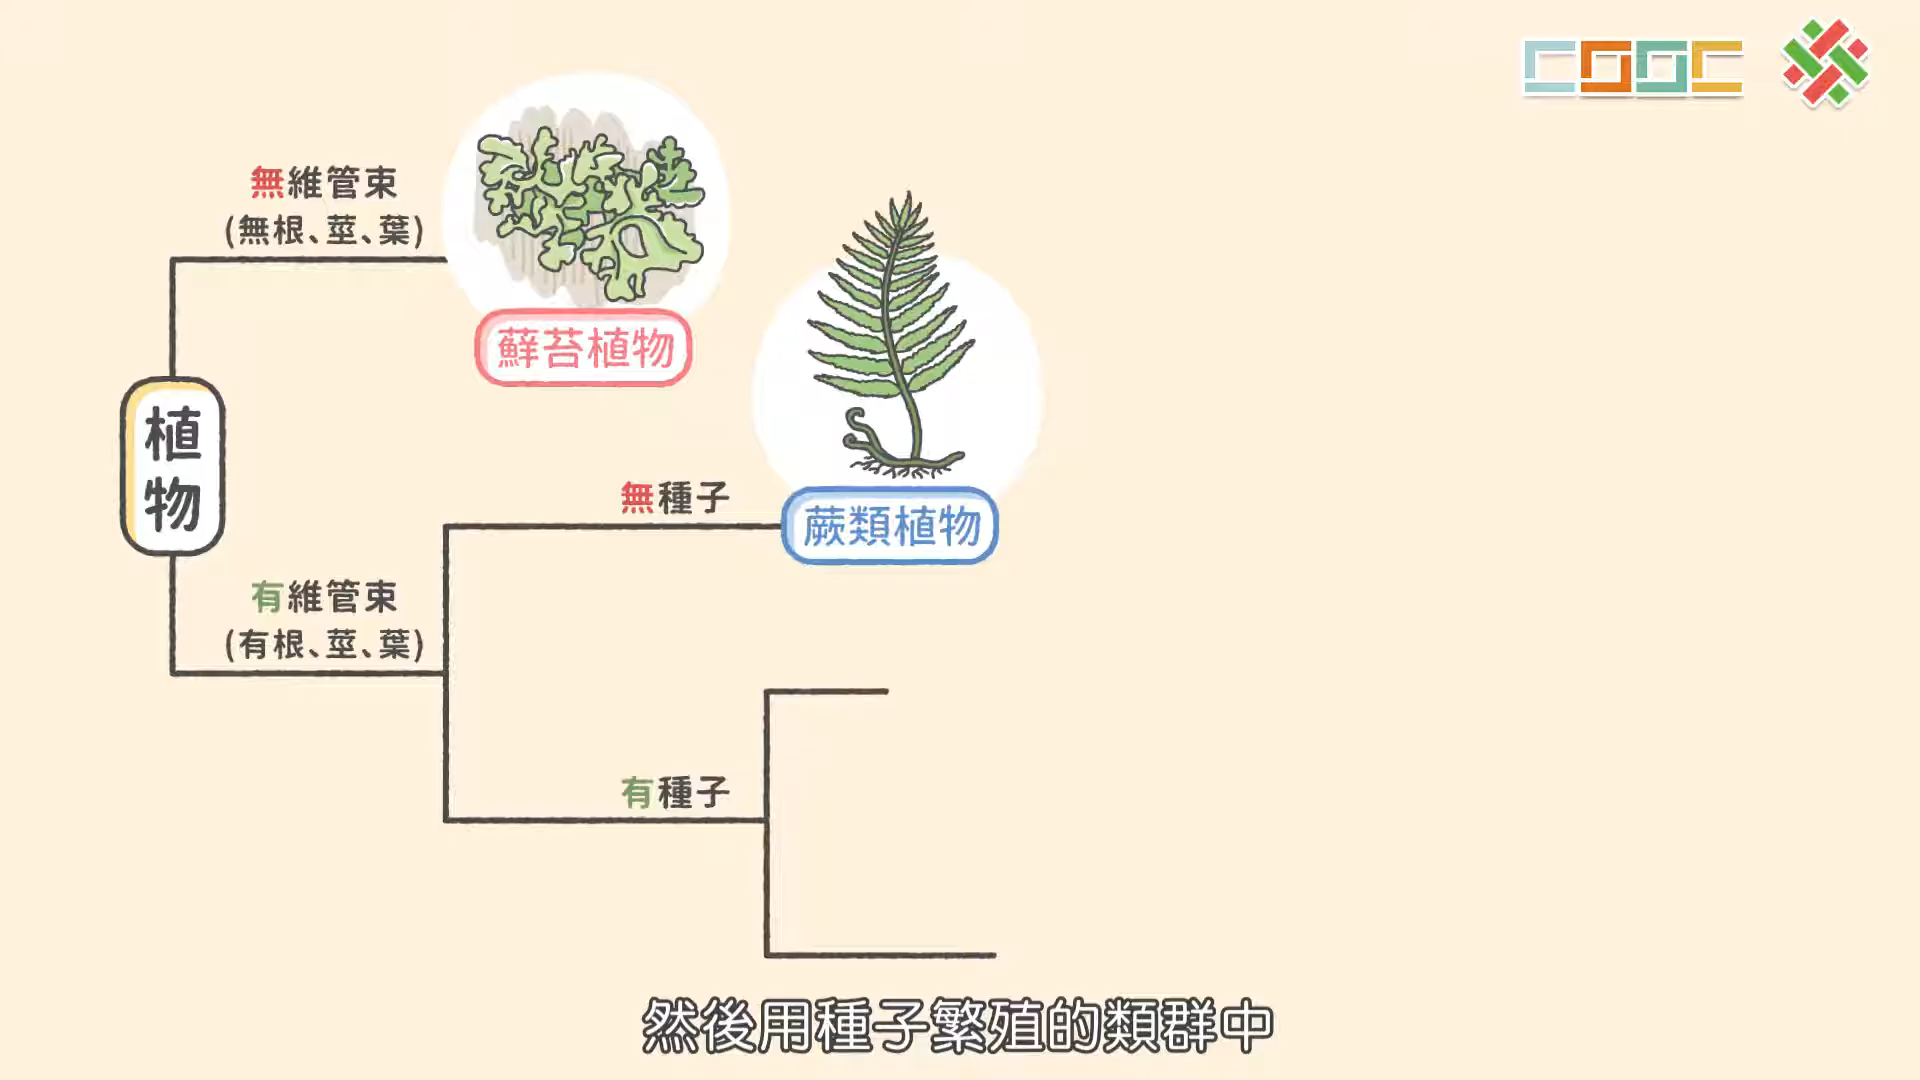 COOC
無維管束
(無根、莖、葉)
蘚苔植物
植物
無種子
蕨類植物
有維管束
(有根、莖、葉)
有種子
然後用種子繁殖的類群中